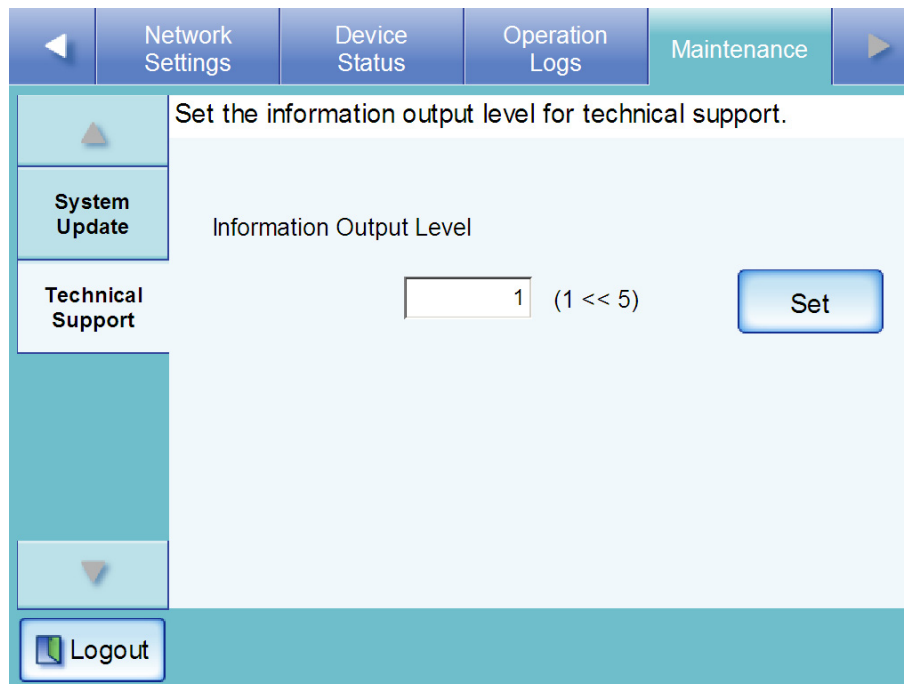 Network
Settings
Device
Status
Operation
Logs
Maintenance
Set the information output level for technical support.
System
Update
Technical
Support
Information Output Level
1 (1 << 5)
Set
Logout